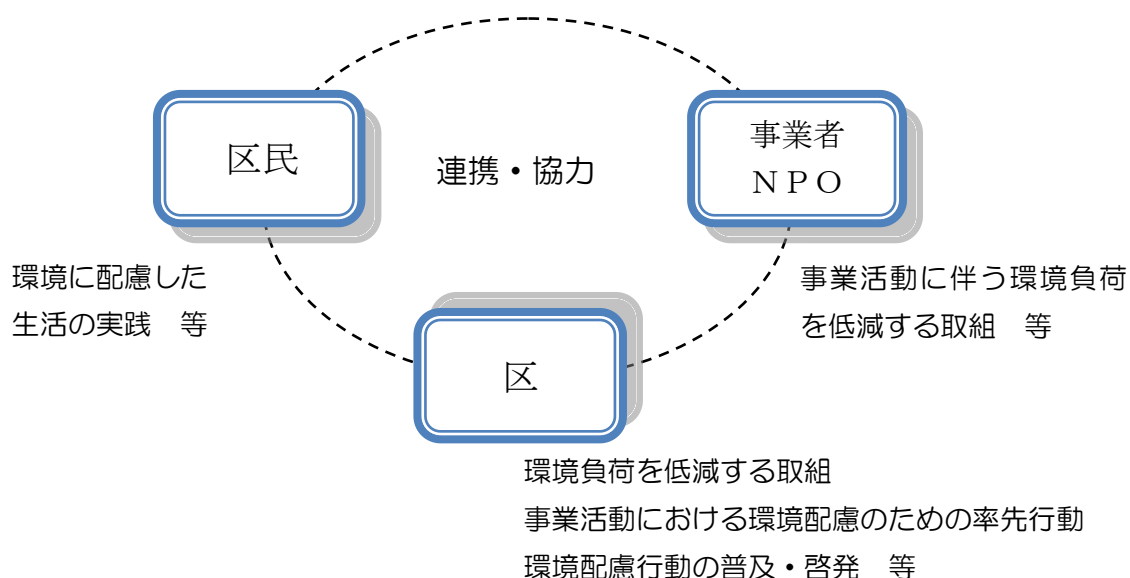 区民
連携・協力
事業者
ＮＰＯ
環境に配慮した
生活の実践　等
事業活動に伴う環境負荷
を低減する取組　等
区
環境負荷を低減する取組
事業活動における環境配慮のための率先行動
環境配慮行動の普及・啓発　等